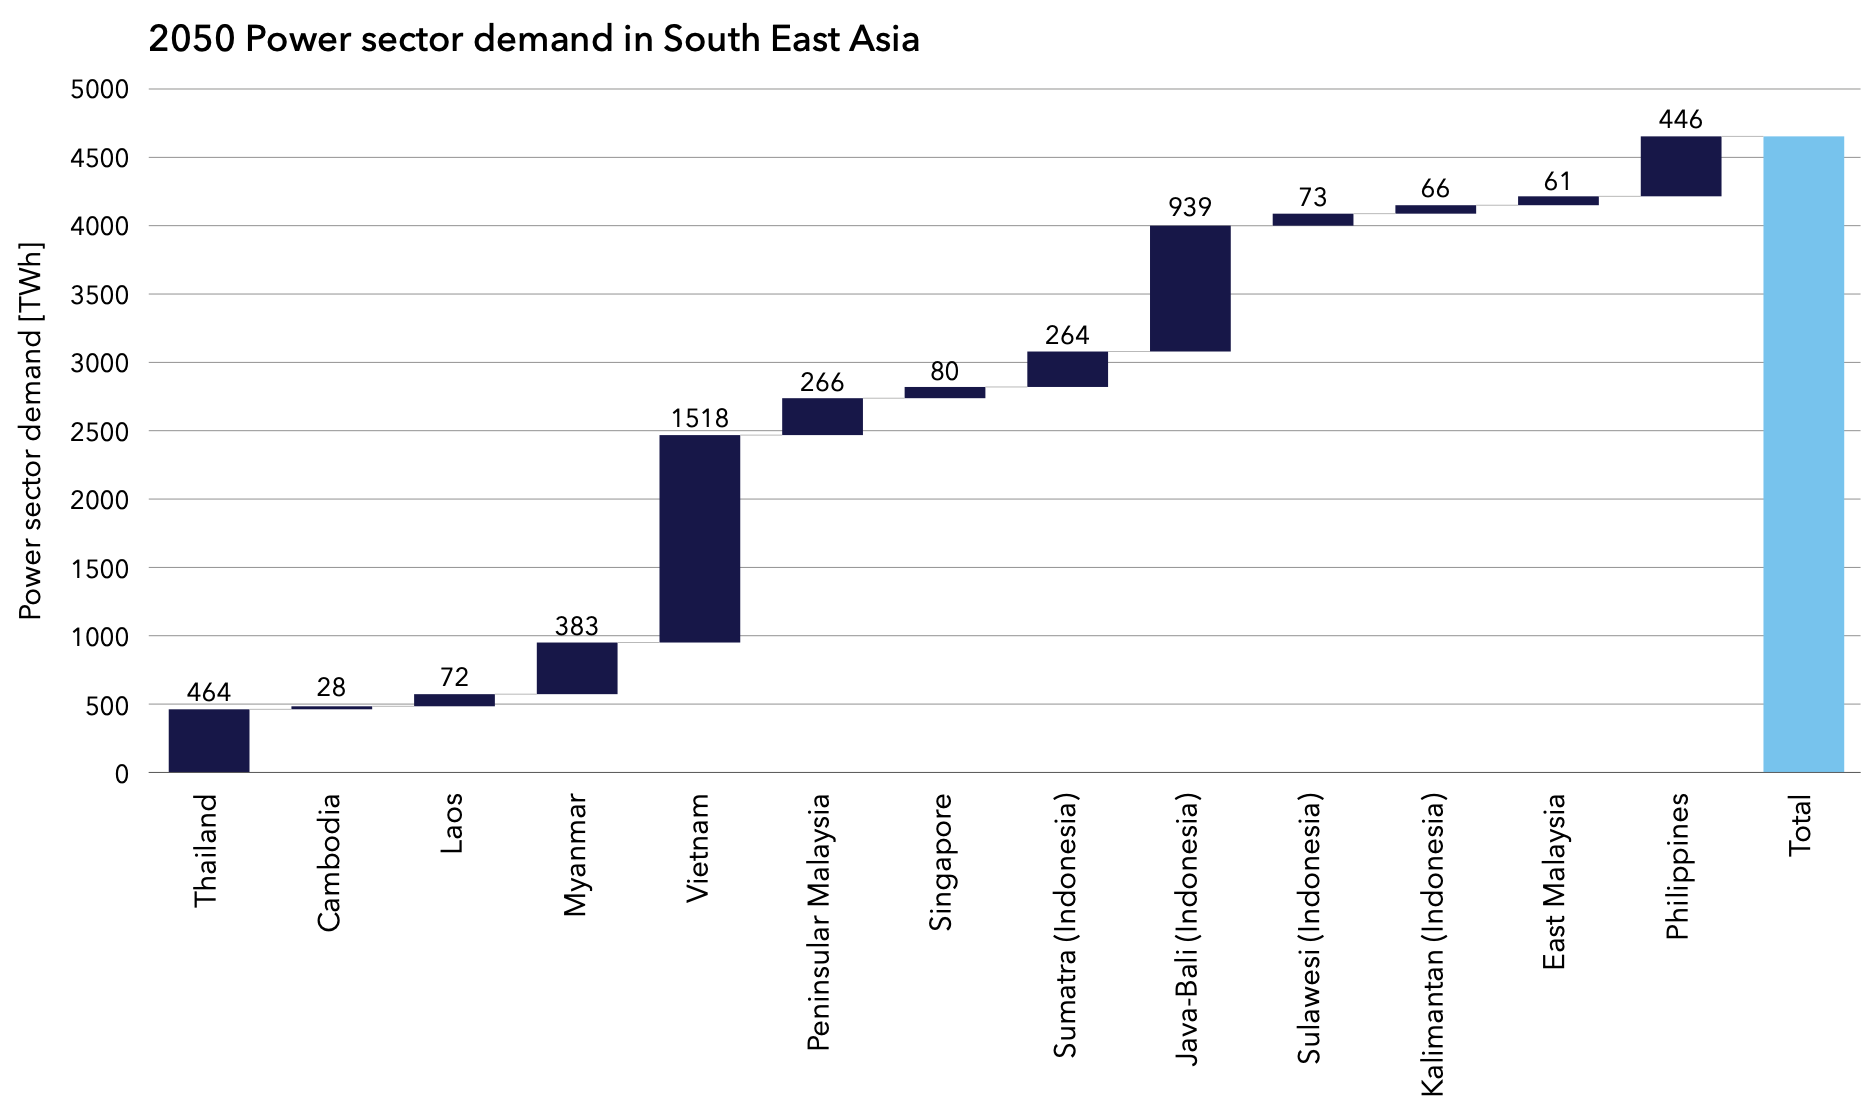 2050 Power sector demand in South East Asia
Power sector demand [TWh]
5000
4500
4000
3500
3000
2500
2000
1500
1000
500
0
464
28
72
383
1518
266
80
264
939
73
66
61
446
Thailand
Cambodia
Laos
Myanmar
Vietnam
Peninsular Malaysia
Singapore
Sumatra (Indonesia)
Java-Bali (Indonesia)
Sulawesi (Indonesia)
Kalimantan (Indonesia)
East Malaysia
Philippines
Total